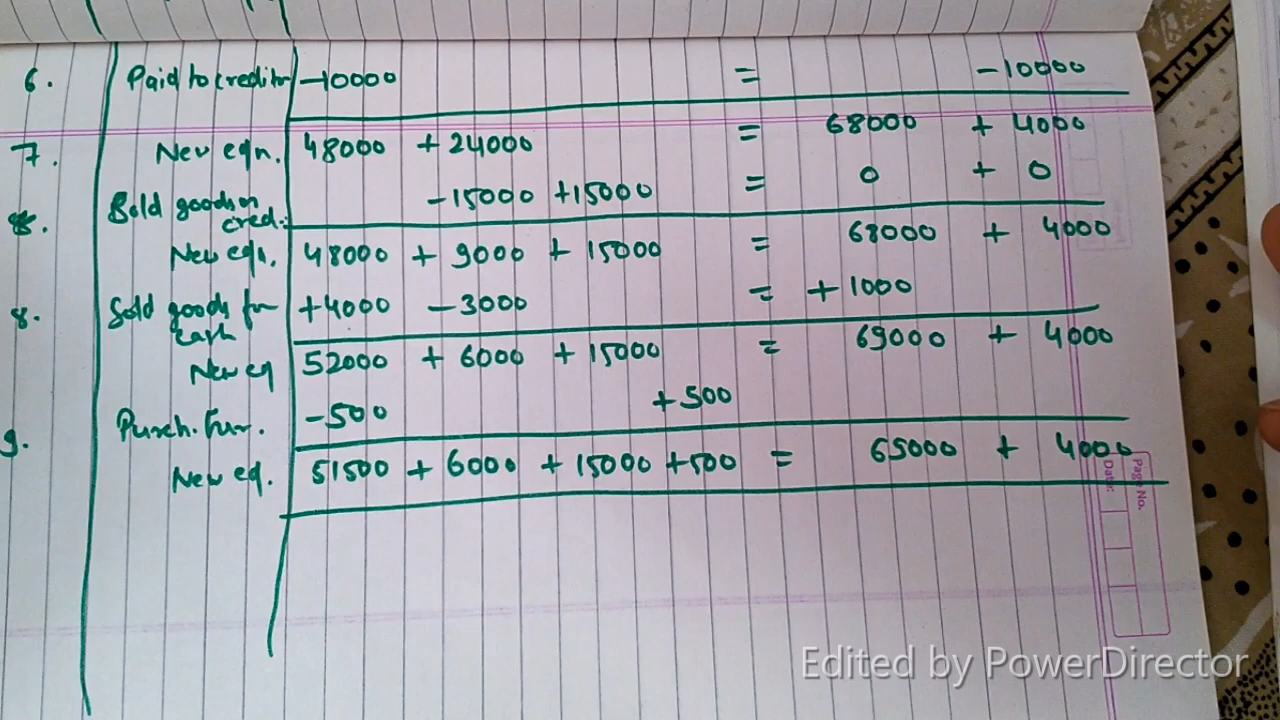 6. Paid to creditor -10000 = -10000
7. New eqn. 48000 + 24000 = 68000 + 4000
8. Sold goods on cred: -15000 +15000 = 0 + 0
New eqn. 48000 + 9000 + 15000 = 68000 + 4000
8. Sold goods for cash +4000 -3000 = +1000
New eq 52000 + 6000 + 15000 = 69000 + 4000
9. Purch. Fur. -500 +500
New eq. 51500 + 6000 + 15000 +500 = 69000 + 4000
Page No.
Date:
Edited by PowerDirector